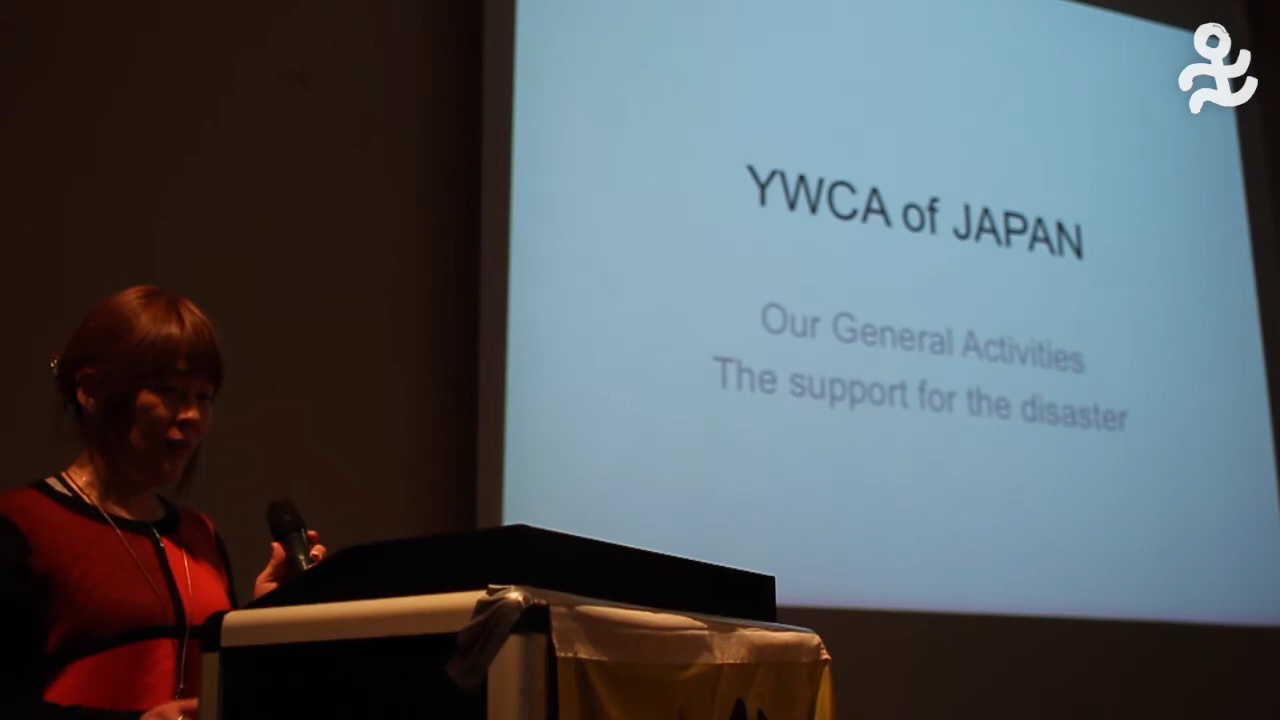 YWCA of JAPAN
Our General Activities
The support for the disaster